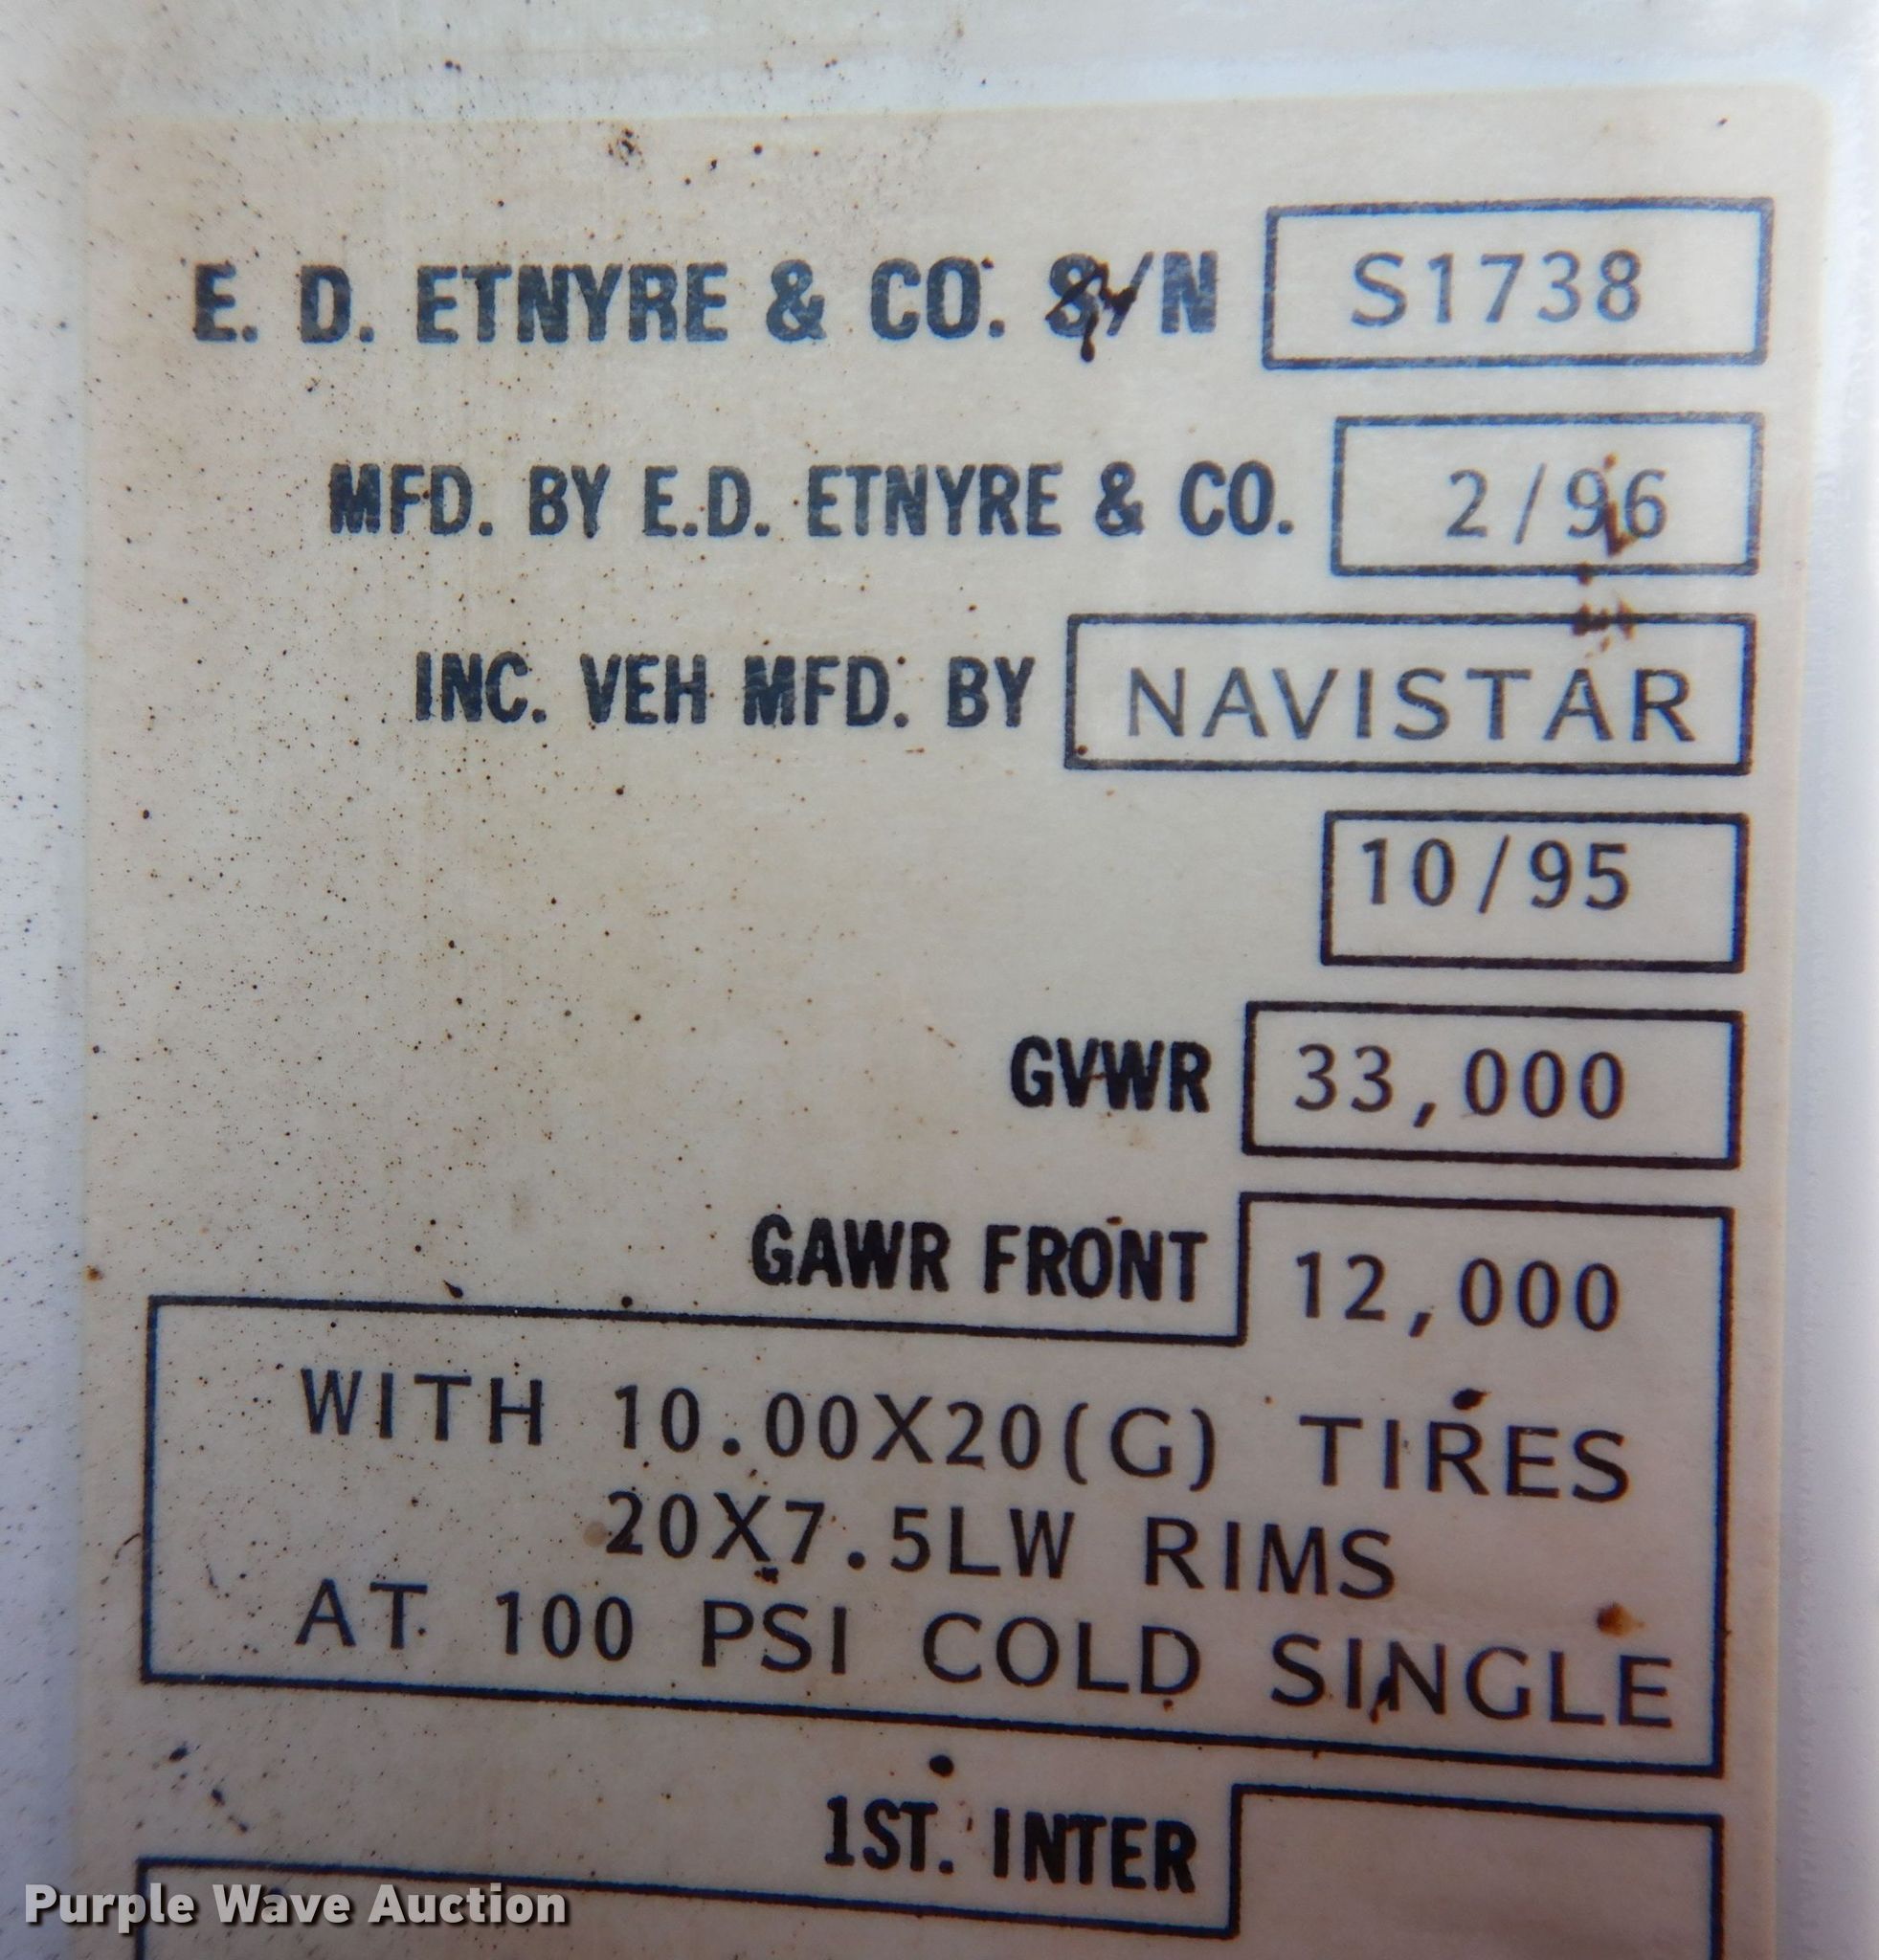 E. D. ETNYRE & CO. S/N S1738
MFD. BY E.D. ETNYRE & CO. 2/96
INC. VEH MFD. BY NAVISTAR
10/95
GVWR 33,000
GAWR FRONT 12,000
WITH 10.00X20(G) TIRES
20X7.5LW RIMS
AT 100 PSI COLD SINGLE
1ST. INTER
Purple Wave Auction